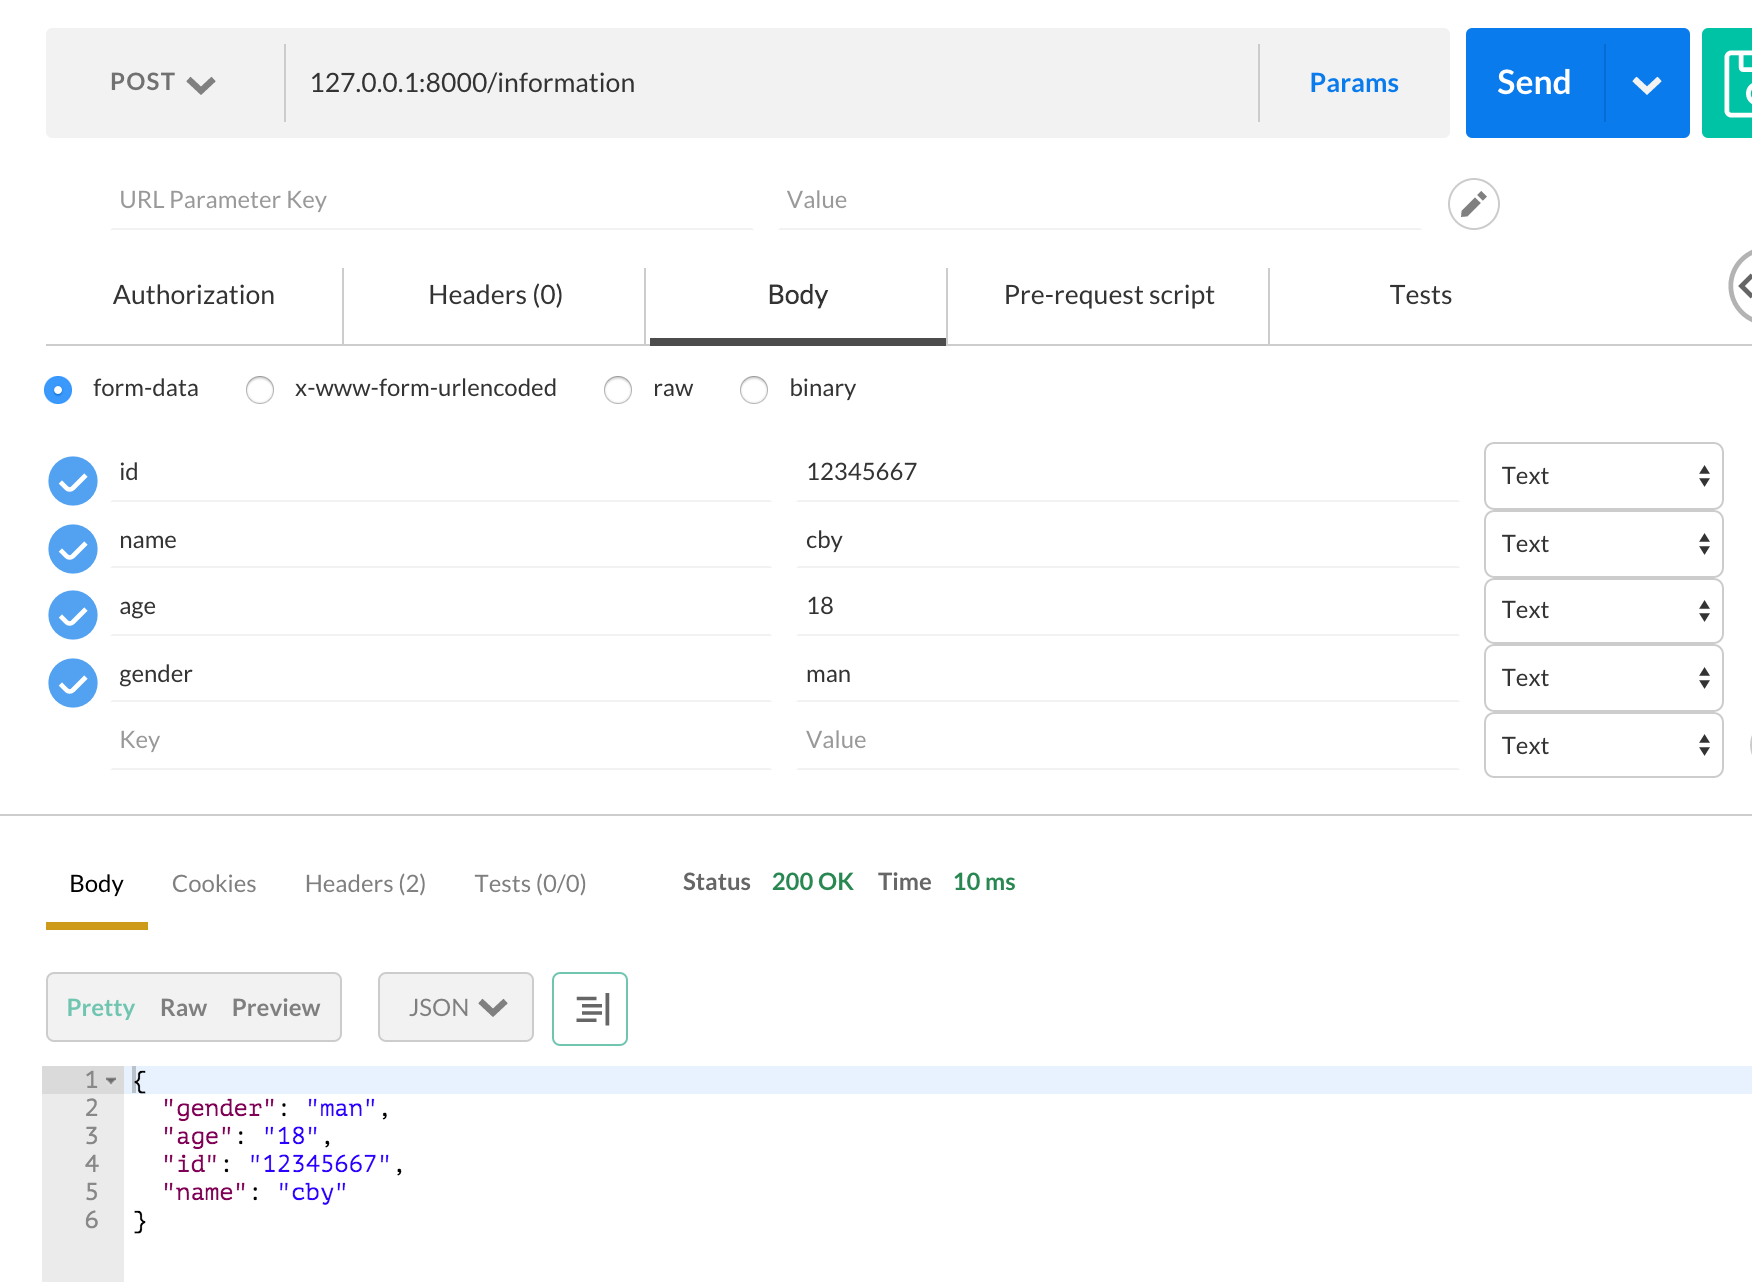 POST 127.0.0.1:8000/information Params Send
URL Parameter Key Value
Authorization Headers (0) Body Pre-request script Tests
form-data x-www-form-urlencoded raw binary
id 12345667 Text
name cby Text
age 18 Text
gender man Text
Key Value Text
Body Cookies Headers (2) Tests (0/0) Status 200 OK Time 10 ms
Pretty Raw Preview JSON
1 {
2 "gender": "man",
3 "age": "18",
4 "id": "12345667",
5 "name": "cby"
6 }